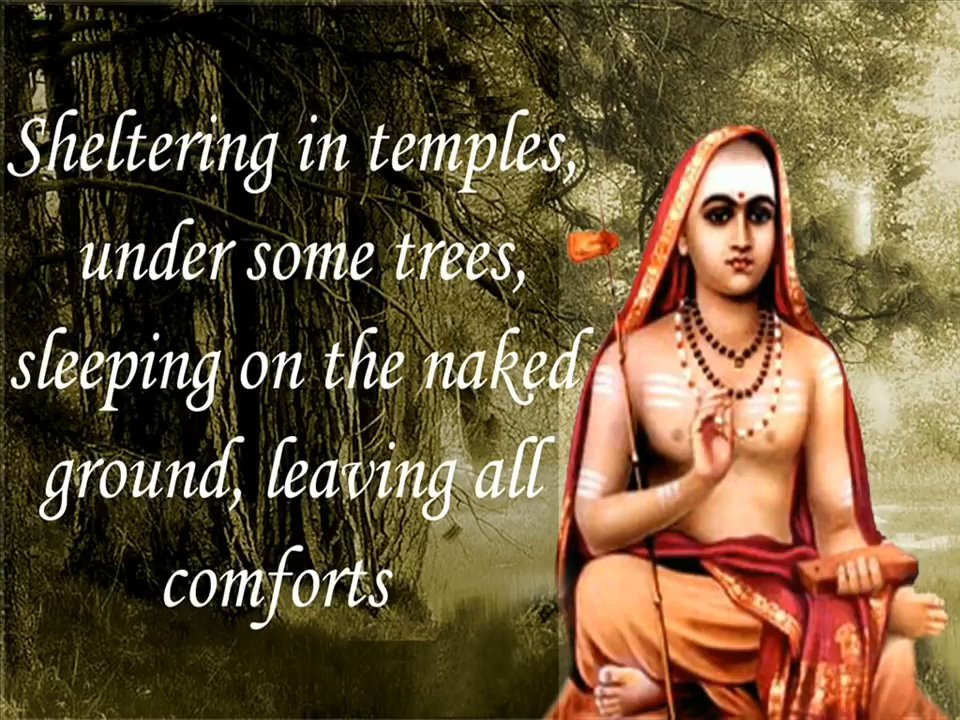 Sheltering in temples,
under some trees,
sleeping on the naked
ground, leaving all
comforts